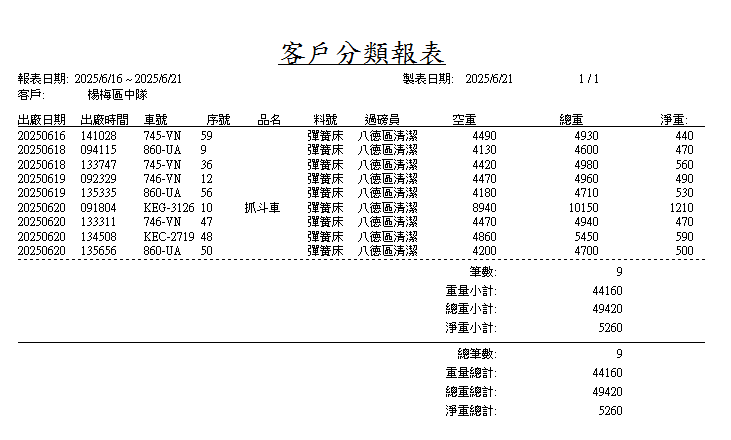 客戶分類報表
報表日期: 2025/6/16 ~ 2025/6/21 製表日期: 2025/6/21 1 / 1
客戶: 楊梅區中隊
出廠日期 出廠時間 車號 序號 品名 料號 過磅員 空重 總重 淨重:
20250616 141028 745-VN 59 彈簧床 八德區清潔 4490 4930 440
20250618 094115 860-UA 9 彈簧床 八德區清潔 4130 4600 470
20250618 133747 745-VN 36 彈簧床 八德區清潔 4420 4980 560
20250619 092329 746-VN 12 彈簧床 八德區清潔 4470 4960 490
20250619 135335 860-UA 56 彈簧床 八德區清潔 4180 4710 530
20250620 091804 KEG-3126 10 抓斗車 彈簧床 八德區清潔 8940 10150 1210
20250620 133311 746-VN 47 彈簧床 八德區清潔 4470 4940 470
20250620 134508 KEC-2719 48 彈簧床 八德區清潔 4860 5450 590
20250620 135656 860-UA 50 彈簧床 八德區清潔 4200 4700 500
筆數: 9
重量小計: 44160
總重小計: 49420
淨重小計: 5260
總筆數: 9
重量總計: 44160
總重總計: 49420
淨重總計: 5260